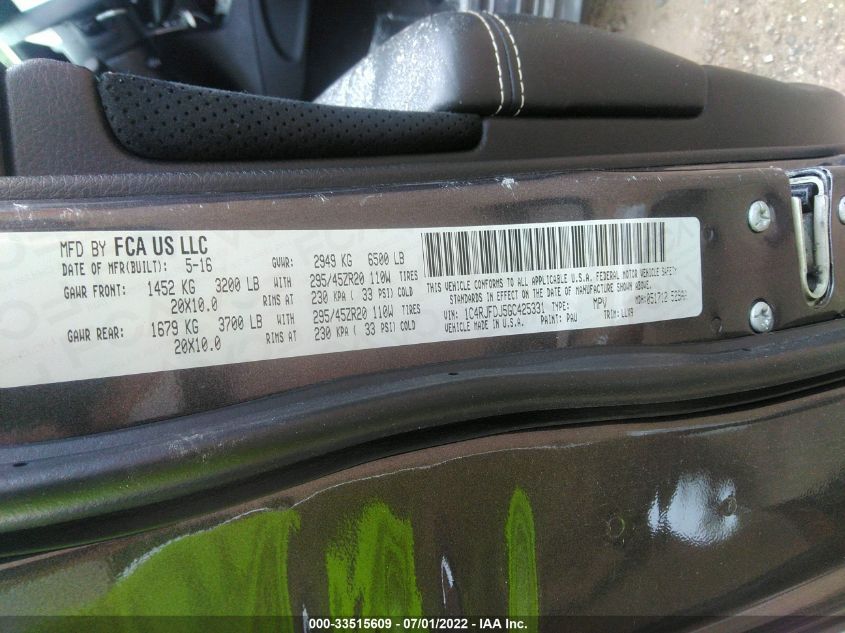 MFD BY FCA US LLC
DATE OF MFR(BUILT): 5-16 GVWR: 2949 KG 6500 LB
GAWR FRONT: 1452 KG 3200 LB WITH 295/45ZR20 110W TIRES
20X10.0 RIMS AT 230 KPA ( 33 PSI) COLD
GAWR REAR: 1679 KG 3700 LB WITH 295/45ZR20 110W TIRES
20X10.0 RIMS AT 230 KPA ( 33 PSI) COLD
THIS VEHICLE CONFORMS TO ALL APPLICABLE U.S.A. FEDERAL MOTOR VEHICLE SAFETY
STANDARDS IN EFFECT ON THE DATE OF MANUFACTURE SHOWN ABOVE.
VIN: 1C4RJFDJ5GC425331 TYPE: MPV MDH: 051712
VEHICLE MADE IN U.S.A. PAINT: PAU TRIM: LLX9
000-33515609 - 07/01/2022 - IAA Inc.